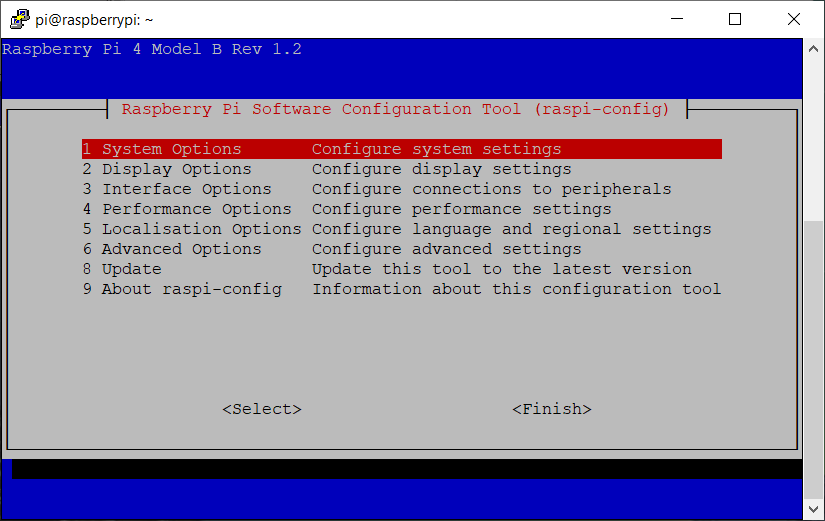 pi@raspberrypi: ~
Raspberry Pi 4 Model B Rev 1.2
Raspberry Pi Software Configuration Tool (raspi-config)
1 System Options       Configure system settings
2 Display Options      Configure display settings
3 Interface Options    Configure connections to peripherals
4 Performance Options  Configure performance settings
5 Localisation Options Configure language and regional settings
6 Advanced Options     Configure advanced settings
8 Update               Update this tool to the latest version
9 About raspi-config   Information about this configuration tool
<Select>                     <Finish>